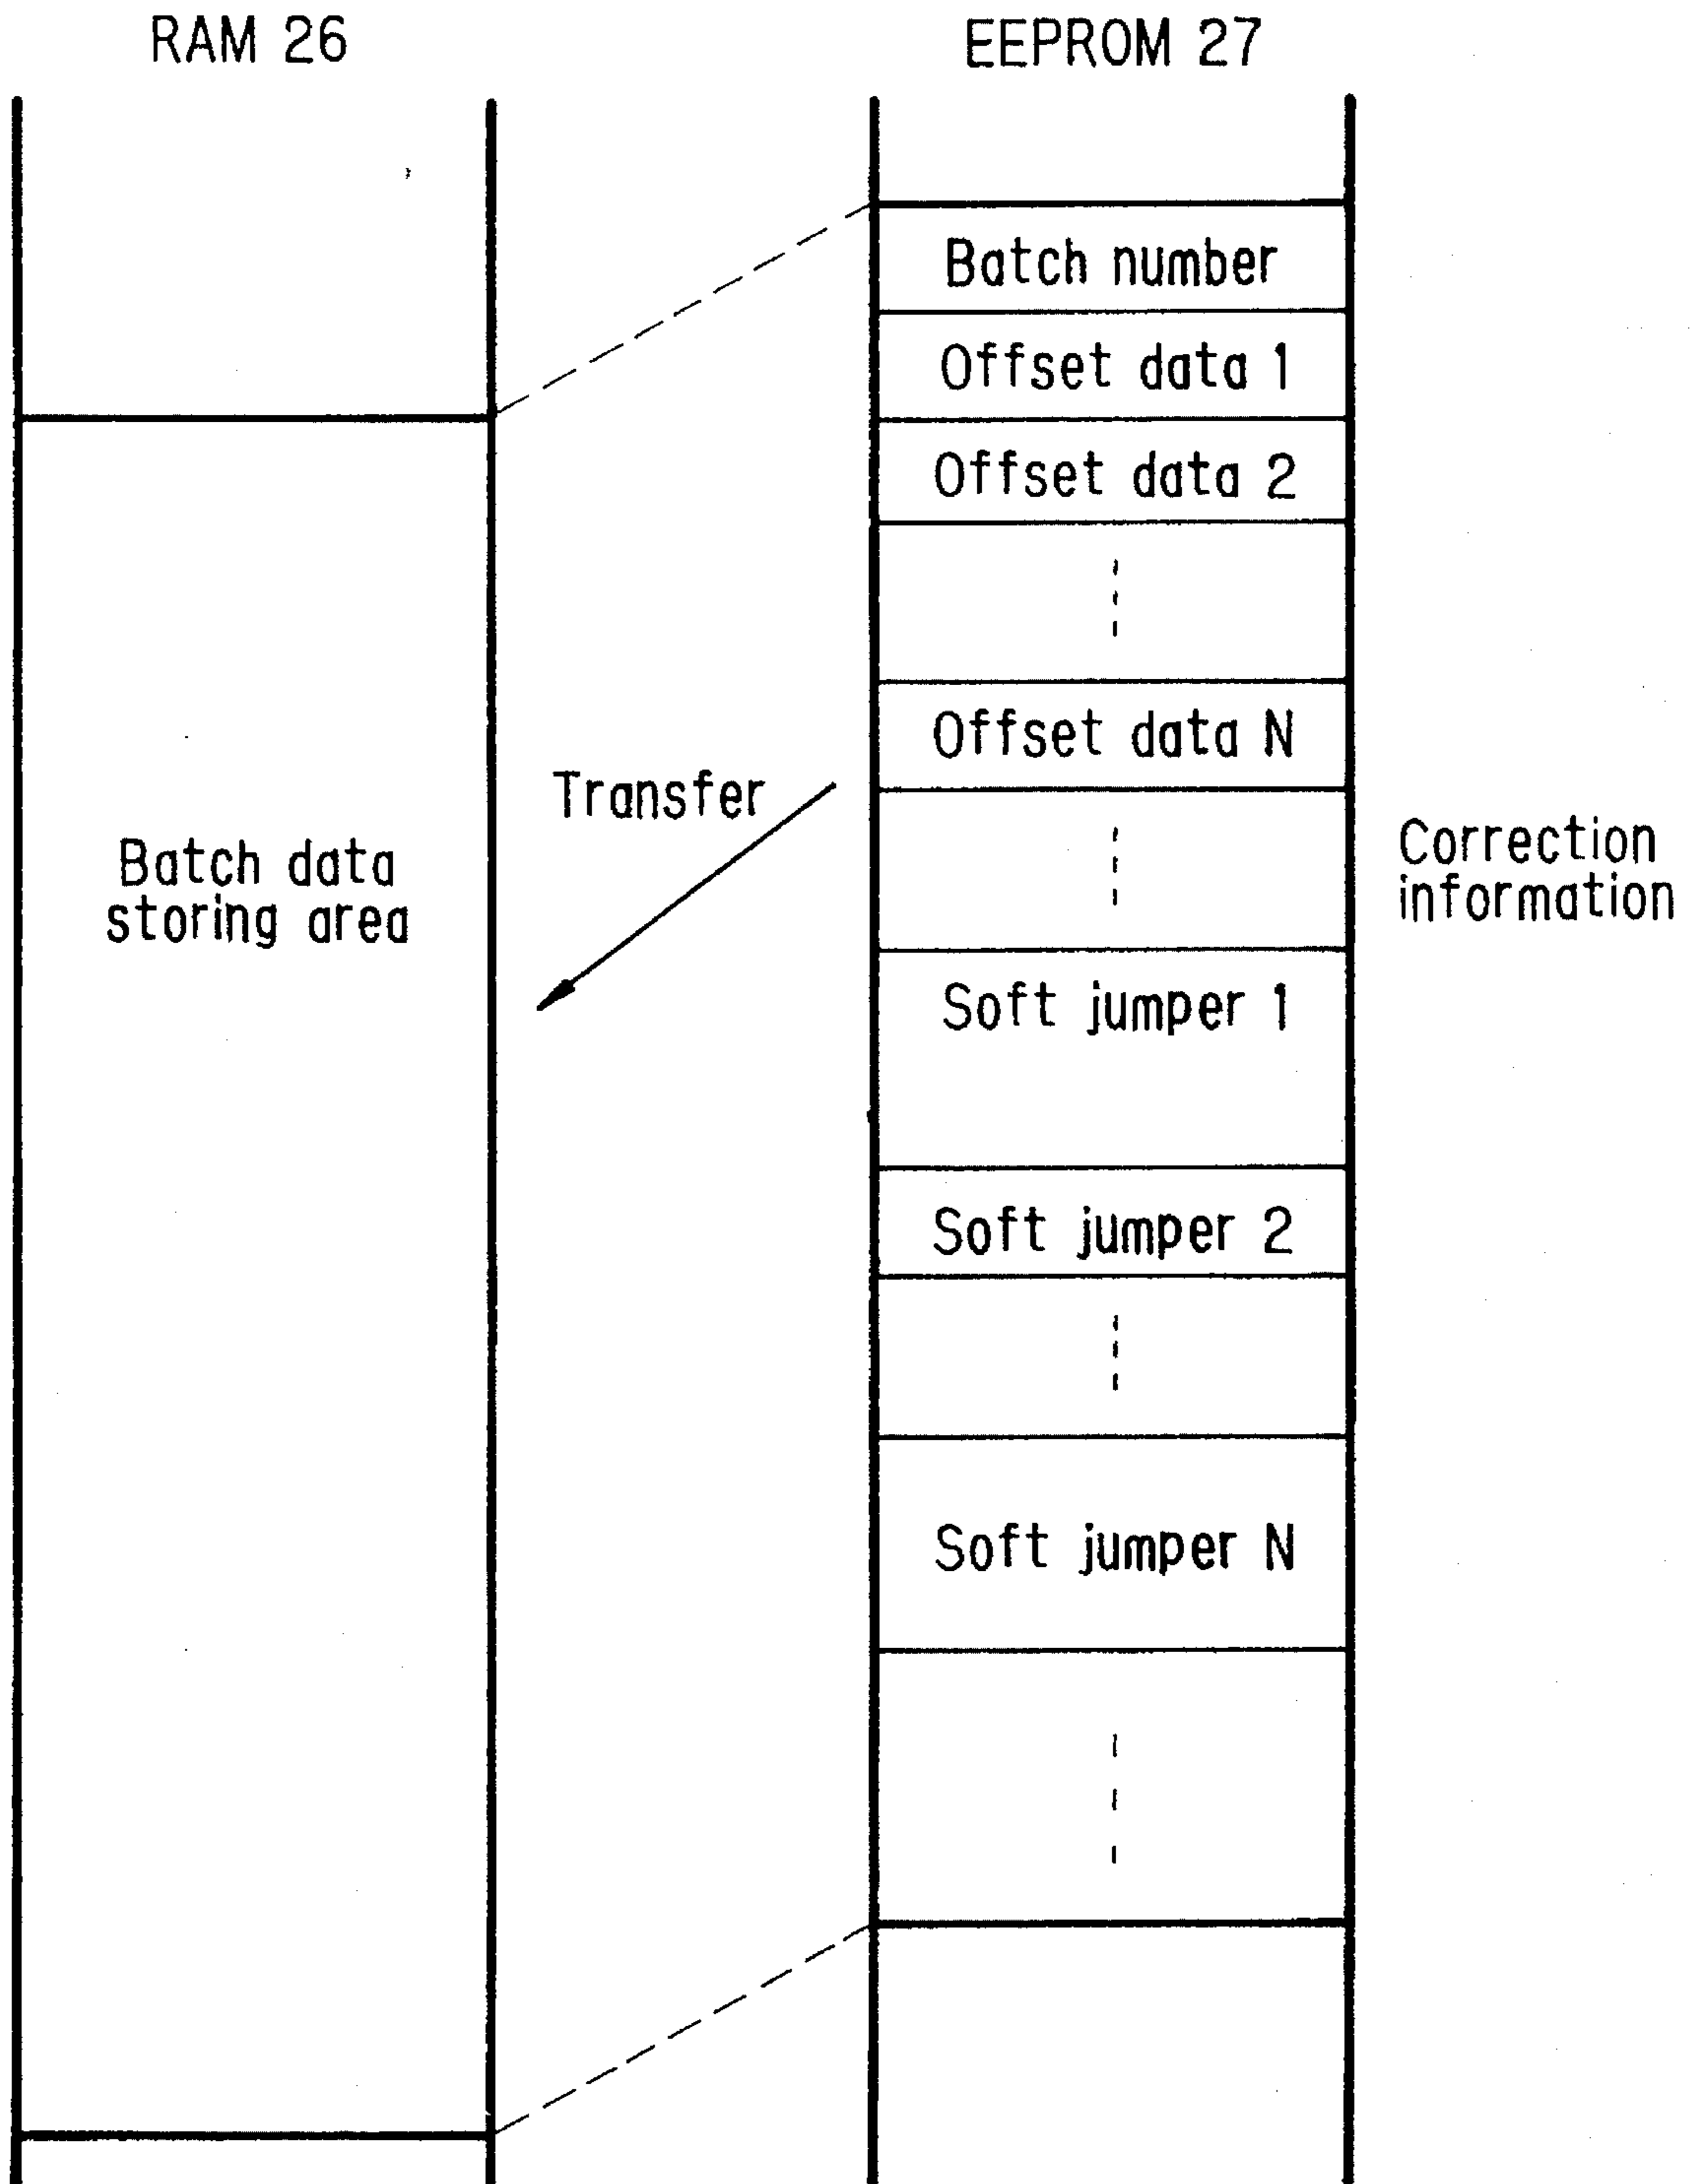 RAM 26
EEPROM 27
Batch number
Offset data 1
Offset data 2
Offset data N
Transfer
Batch data
storing area
Correction
information
Soft jumper 1
Soft jumper 2
Soft jumper N